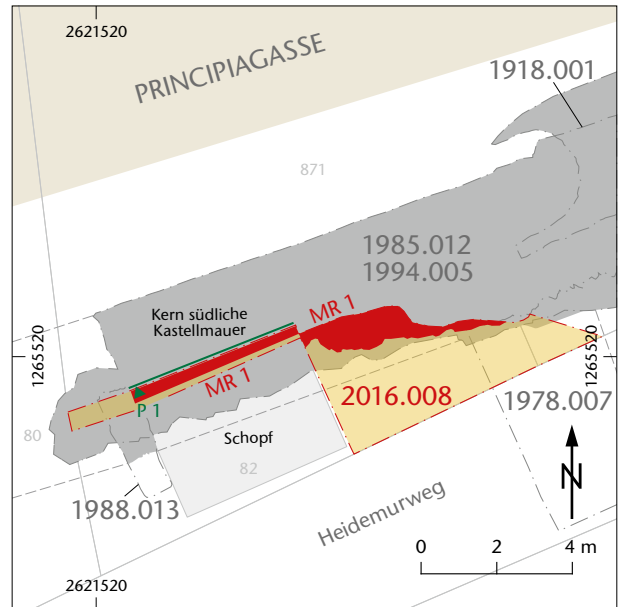 2621520
PRINCIPIAGASSE
1918.001
871
1985.012
1994.005
Kern südliche
Kastellmauer
MR 1
MR 1
1265520
1265520
2016.008
P 1
1978.007
80
Schopf
82
N
1988.013
Heidemurweg
0 2 4 m
2621520